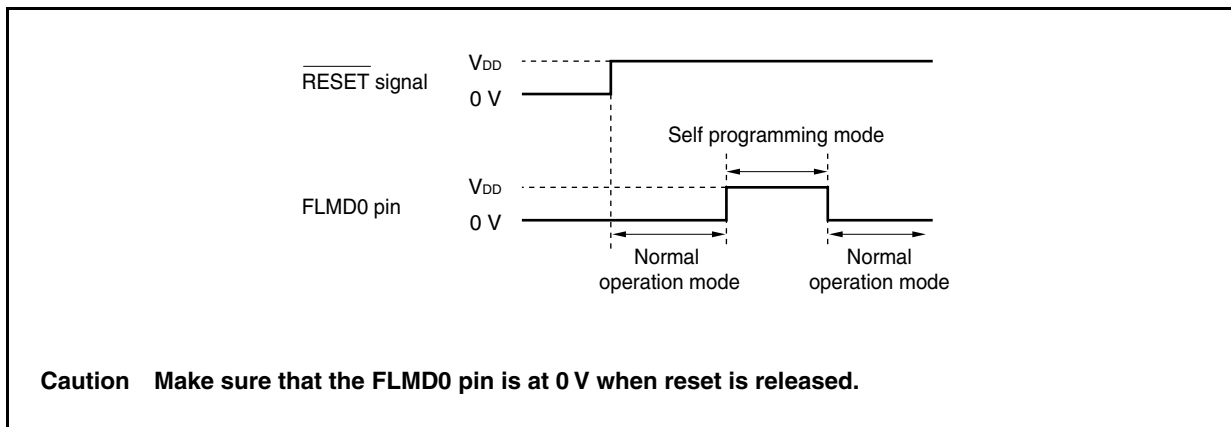 RESET signal
VDD
0 V
Self programming mode
FLMD0 pin
VDD
0 V
Normal
operation mode
Normal
operation mode
Caution Make sure that the FLMD0 pin is at 0 V when reset is released.